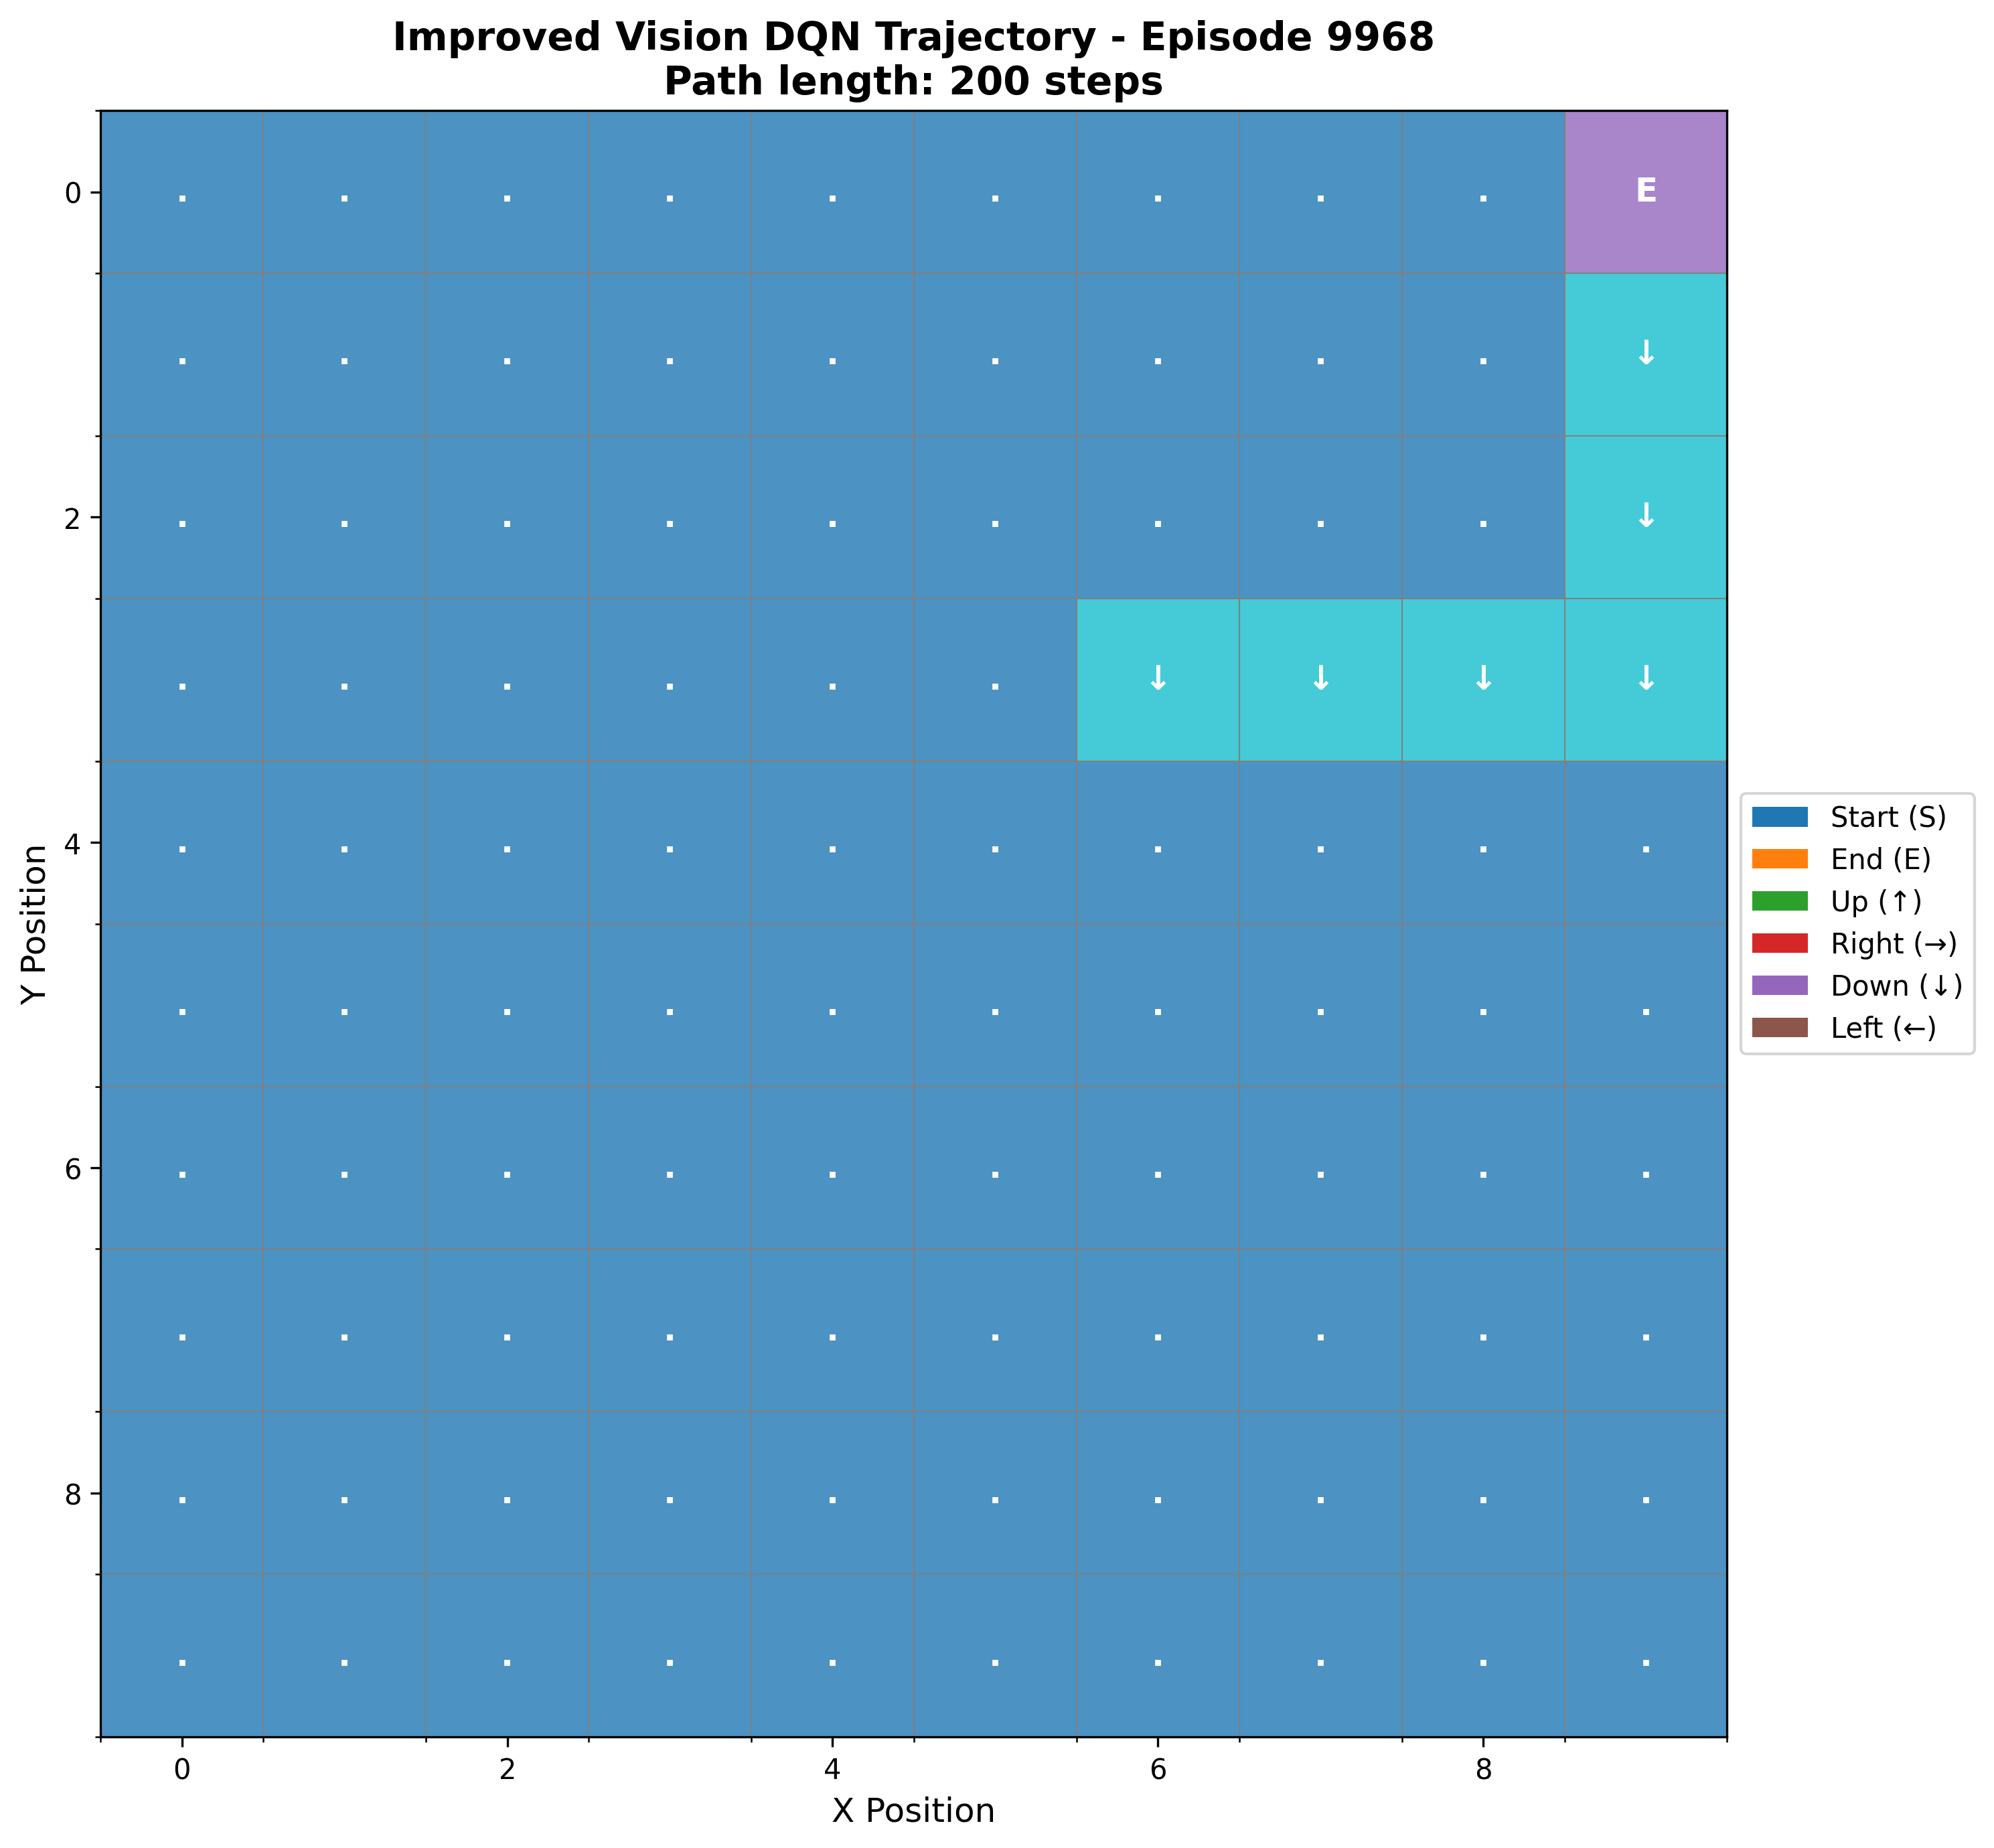 Improved Vision DQN Trajectory - Episode 9968
Path length: 200 steps
0 . . . . . . . . . E
. . . . . . . . . ↓
2 . . . . . . . . . ↓
. . . . . . ↓ ↓ ↓ ↓
4 . . . . . . . . . .
. . . . . . . . . .
6 . . . . . . . . . .
. . . . . . . . . .
8 . . . . . . . . . .
. . . . . . . . . .
0 2 4 6 8
X Position
Y Position
Start (S)
End (E)
Up (↑)
Right (→)
Down (↓)
Left (←)